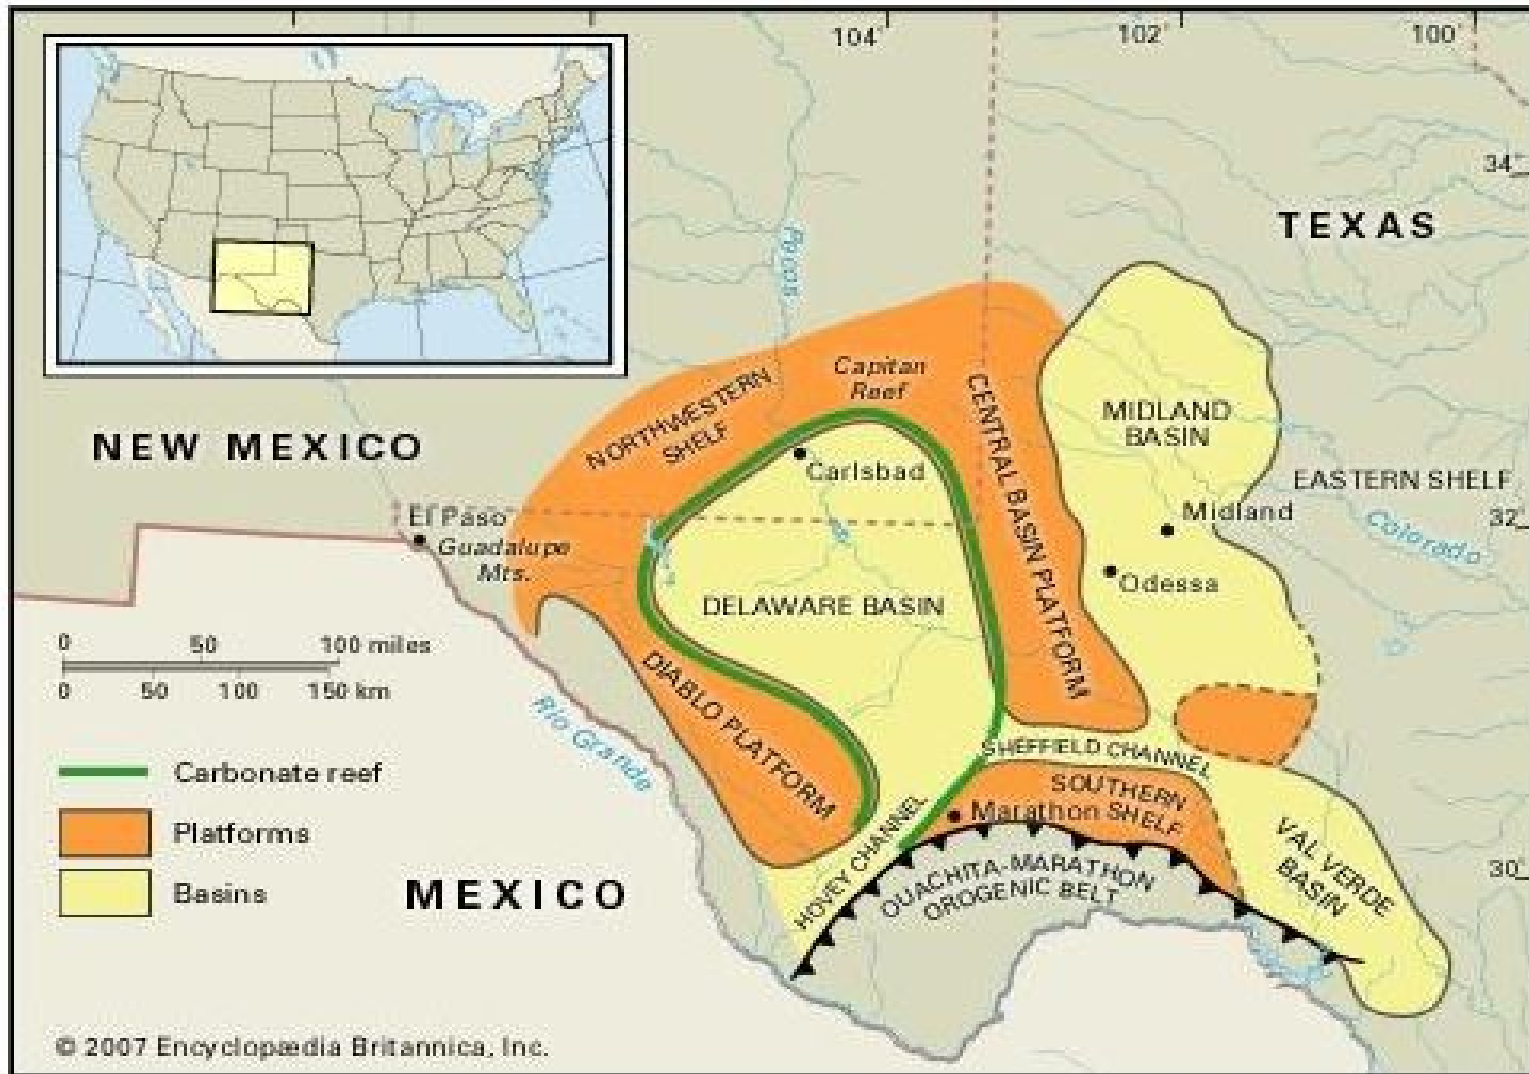 104°
102°
100°
34°
TEXAS
Pecos
Capitan
Reef
NORTHWESTERN
SHELF
CENTRAL BASIN PLATFORM
MIDLAND
BASIN
NEW MEXICO
Carlsbad
EASTERN SHELF
Midland
32°
Colorado
El Paso
Guadalupe
Mts.
Odessa
DELAWARE BASIN
0 50 100 miles
0 50 100 150 km
DIABLO PLATFORM
Rio Grande
SHEFFIELD CHANNEL
Carbonate reef
SOUTHERN
SHELF
Marathon
Platforms
HOVEY CHANNEL
VAL VERDE
BASIN
30°
OUACHITA-MARATHON
OROGENIC BELT
Basins
MEXICO
© 2007 Encyclopædia Britannica, Inc.